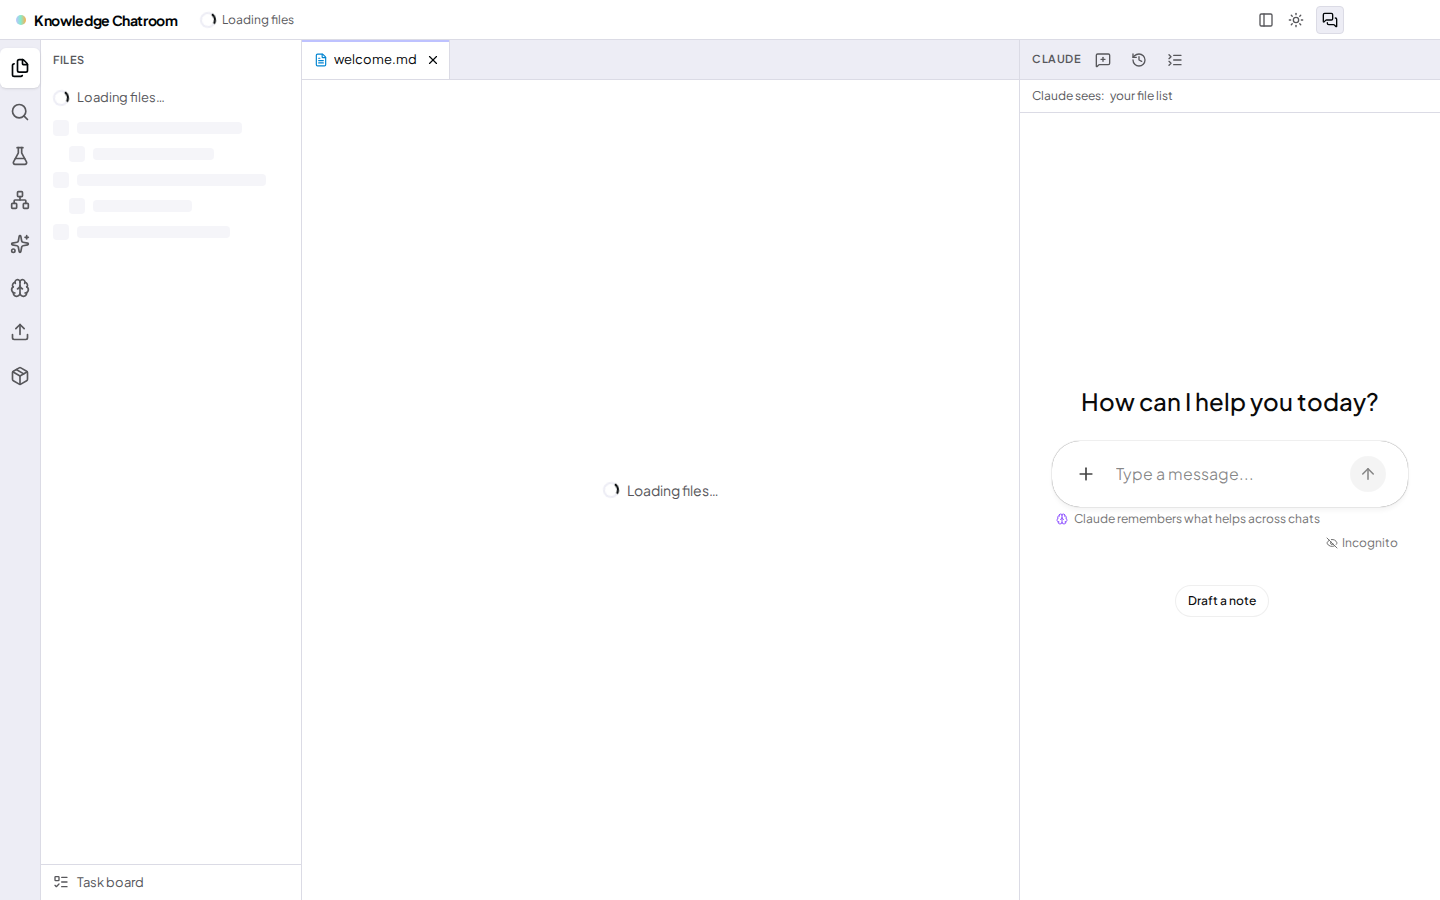 Knowledge Chatroom
Loading files
FILES
Loading files...
Task board
welcome.md
Loading files...
CLAUDE
Claude sees: your file list
How can I help you today?
Type a message...
Claude remembers what helps across chats
Incognito
Draft a note